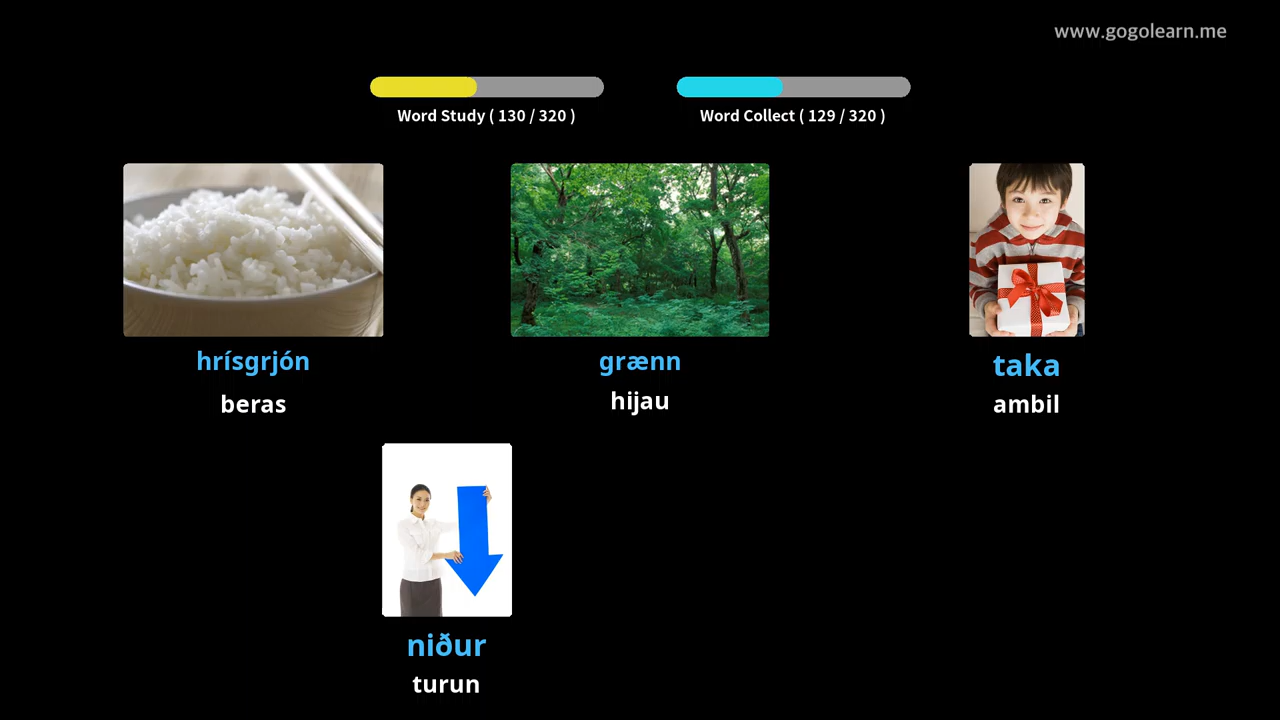 www.gogolearn.me
Word Study ( 130 / 320 )
Word Collect ( 129 / 320 )
hrísgrjón
beras
grænn
hijau
taka
ambil
niður
turun